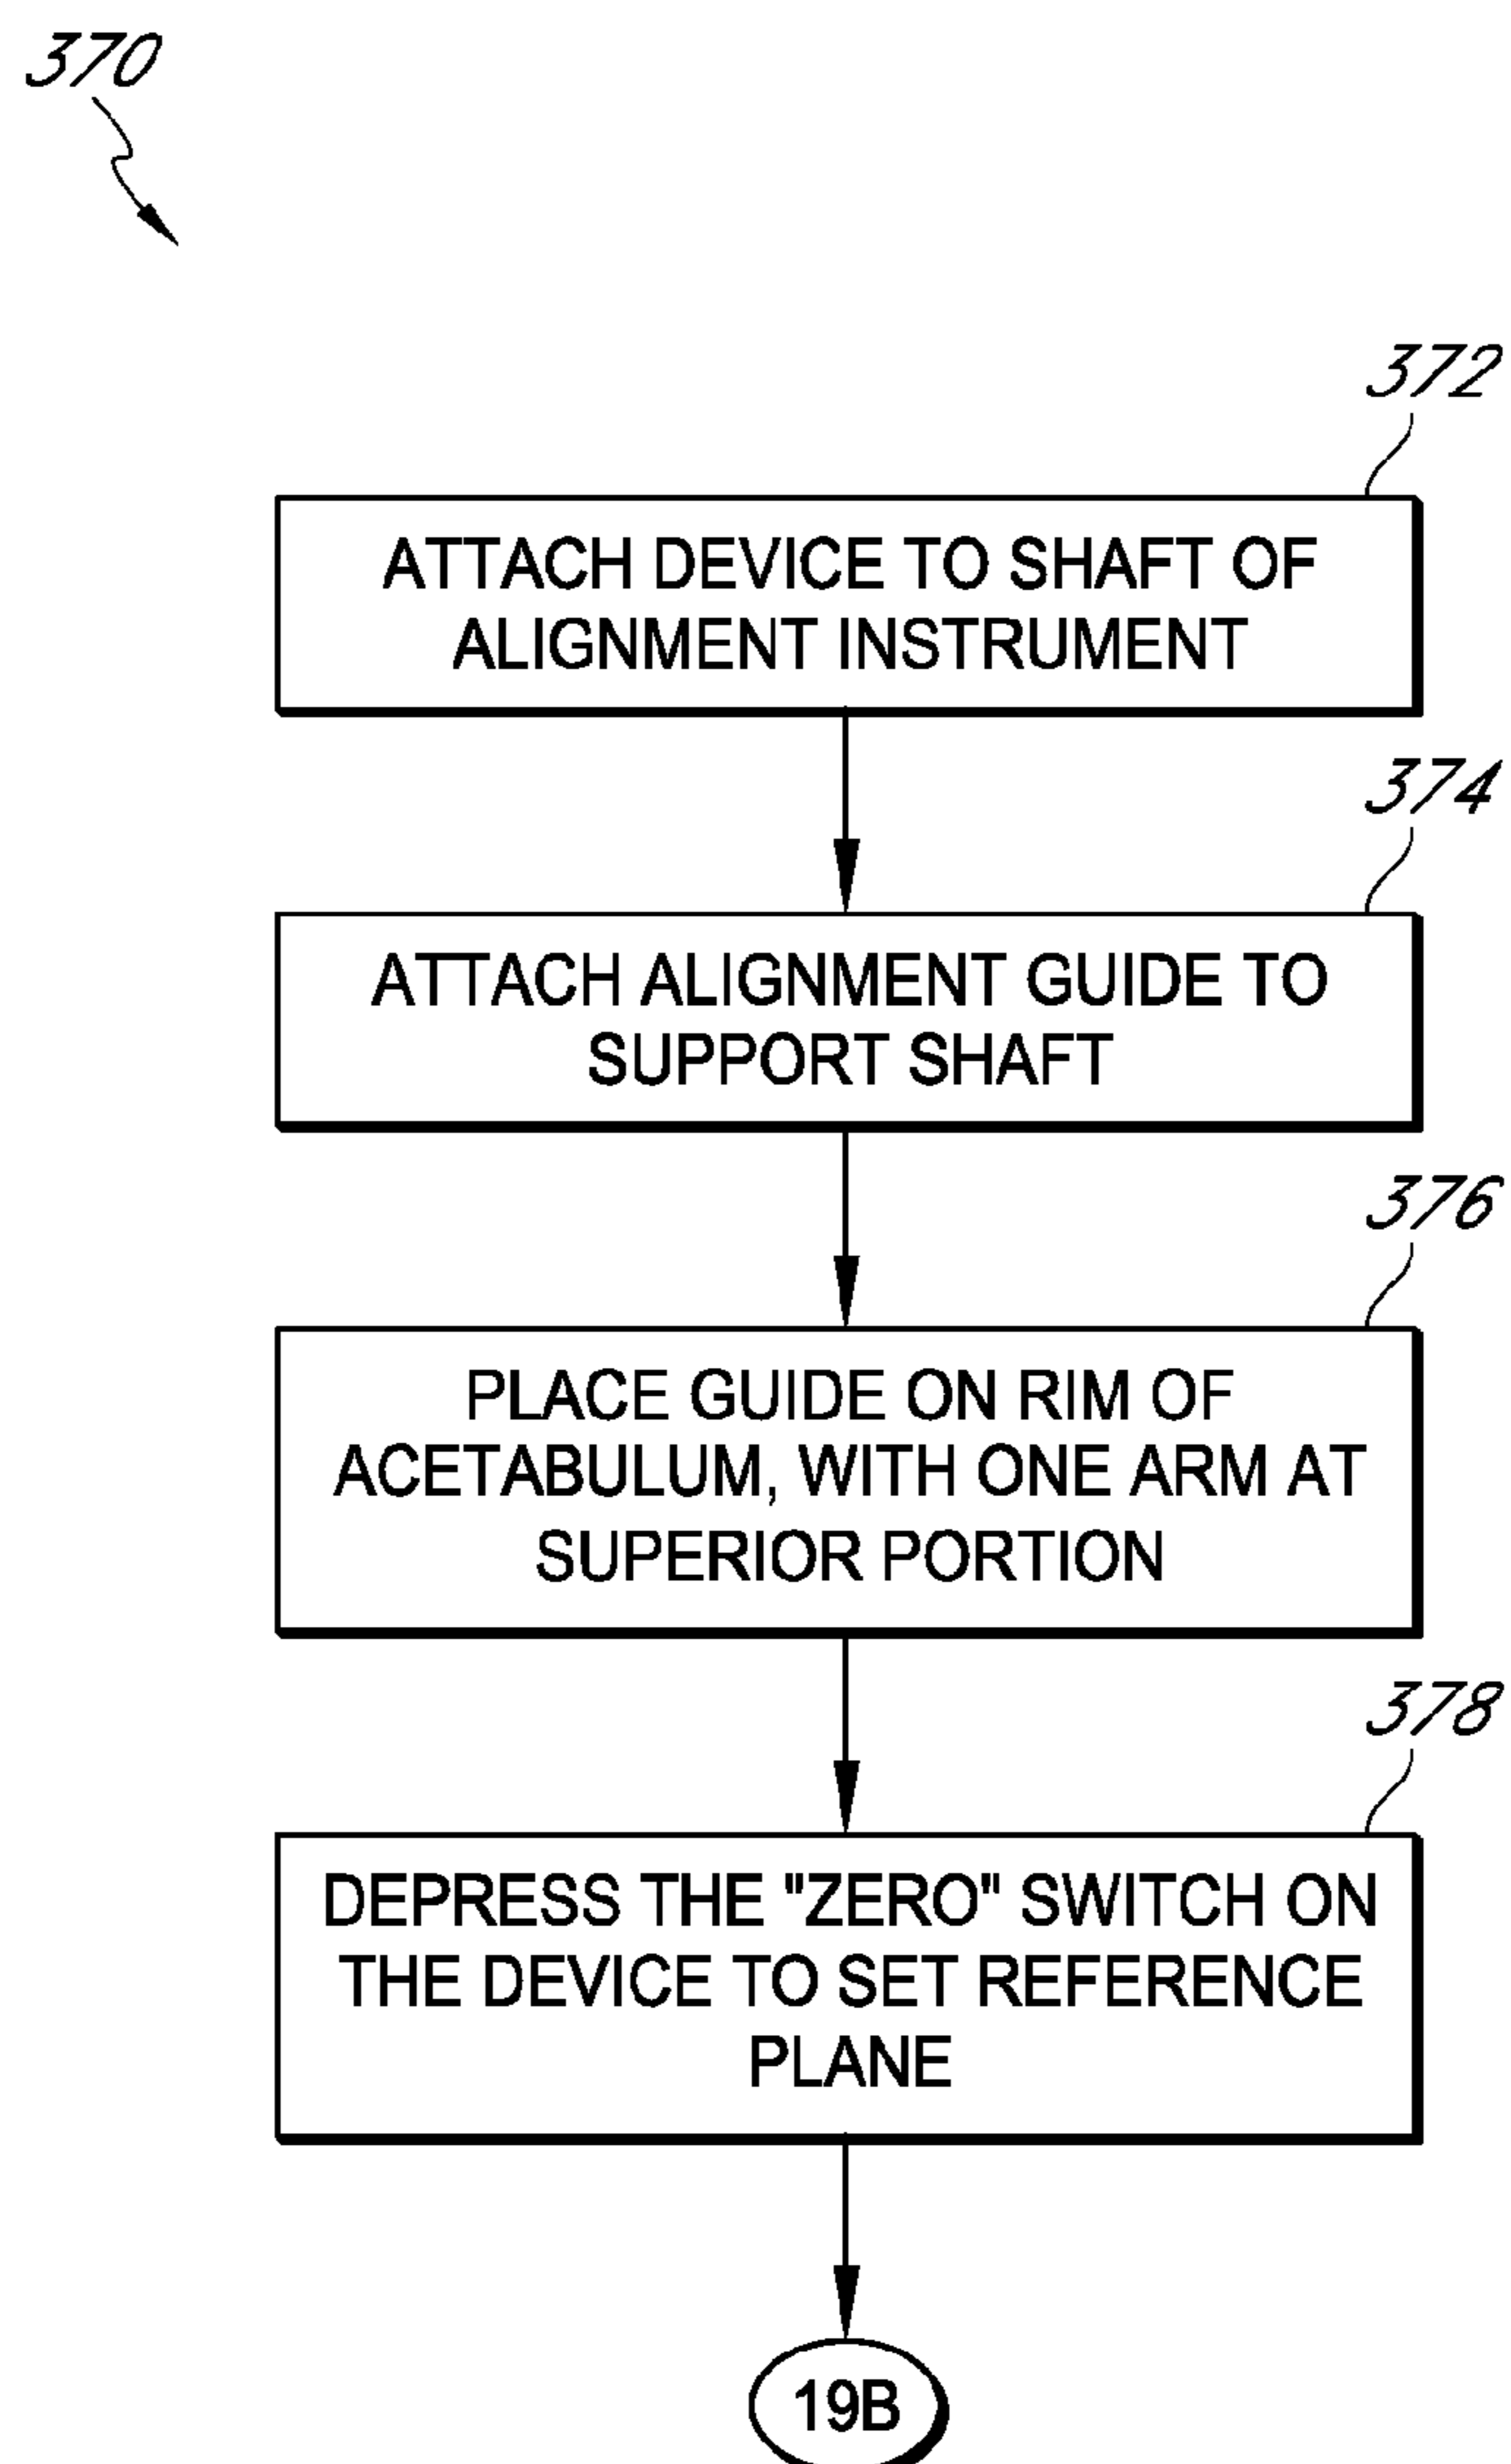 370
372
ATTACH DEVICE TO SHAFT OF
ALIGNMENT INSTRUMENT
374
ATTACH ALIGNMENT GUIDE TO
SUPPORT SHAFT
376
PLACE GUIDE ON RIM OF
ACETABULUM, WITH ONE ARM AT
SUPERIOR PORTION
378
DEPRESS THE "ZERO" SWITCH ON
THE DEVICE TO SET REFERENCE
PLANE
19B